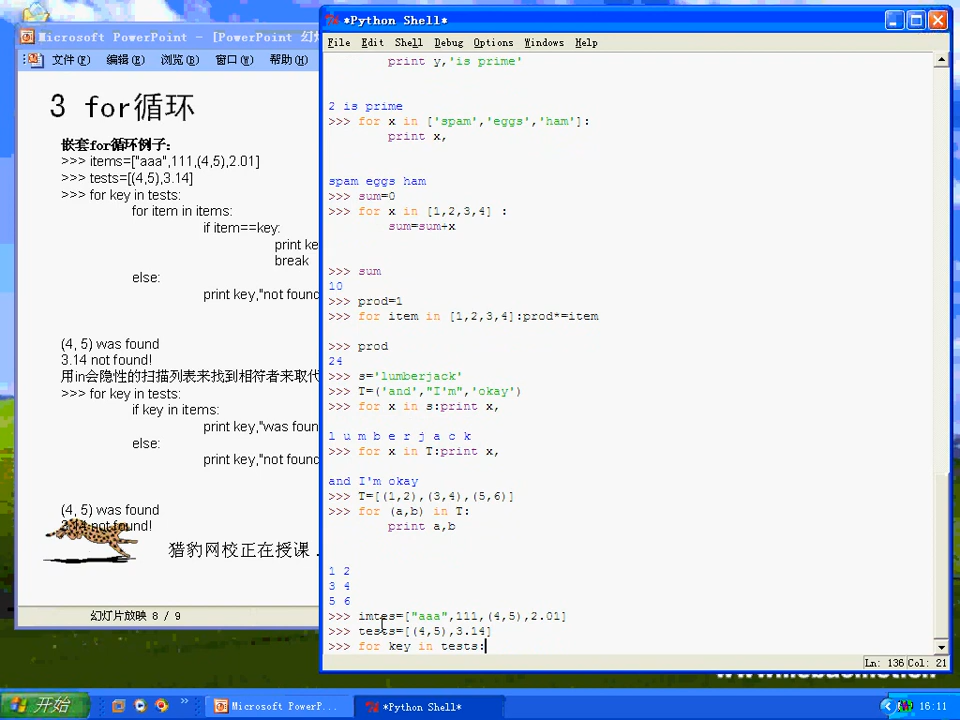 Microsoft PowerPoint - [PowerPoint
文件(F) 编辑(E) 浏览(B) 窗口(W) 帮助(H)
3 for循环
嵌套for循环例子:
>>> items=["aaa",111,(4,5),2.01]
>>> tests=[(4,5),3.14]
>>> for key in tests:
for item in items:
if item==key:
print ke
break
else:
print key,"not found
(4, 5) was found
3.14 not found!
用in会隐性的扫描列表来找到相符者来取代
>>> for key in tests:
if key in items:
print key,"was foun
else:
print key,"not found
(4, 5) was found
3.14 not found!
猎豹网校正在授课 .
幻灯片放映 8 / 9
*Python Shell*
File Edit Shell Debug Options Windows Help
print y,'is prime'
2 is prime
>>> for x in ['spam','eggs','ham']:
print x,
spam eggs ham
>>> sum=0
>>> for x in [1,2,3,4] :
sum=sum+x
>>> sum
10
>>> prod=1
>>> for item in [1,2,3,4]:prod*=item
>>> prod
24
>>> s='lumberjack'
>>> T=('and',"I'm",'okay')
>>> for x in s:print x,
l u m b e r j a c k
>>> for x in T:print x,
and I'm okay
>>> T=[(1,2),(3,4),(5,6)]
>>> for (a,b) in T:
print a,b
1 2
3 4
5 6
>>> imtes=["aaa",111,(4,5),2.01]
>>> tests=[(4,5),3.14]
>>> for key in tests:
Ln: 136 Col: 21
开始 Microsoft PowerP... *Python Shell* 16:11